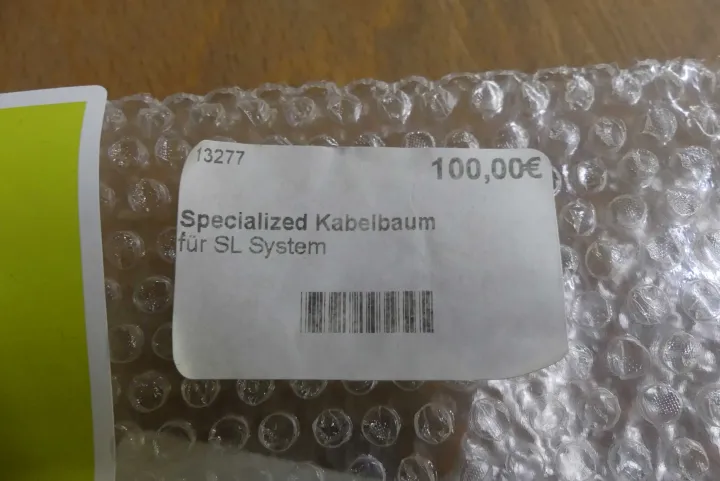 13277
100,00€
Specialized Kabelbaum
für SL System